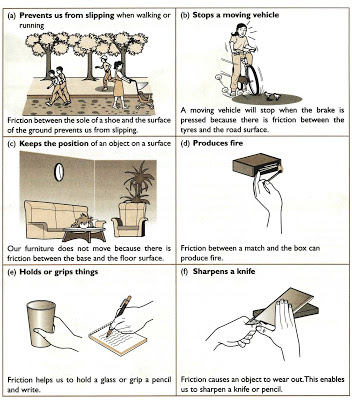 (a) Prevents us from slipping when walking or
running
Friction between the sole of a shoe and the surface
of the ground prevents us from slipping.
(b) Stops a moving vehicle
A moving vehicle will stop when the brake is
pressed because there is friction between the
tyres and the road surface.
(c) Keeps the position of an object on a surface
Our furniture does not move because there is
friction between the base and the floor surface.
(d) Produces fire
Friction between a match and the box can
produce fire.
(e) Holds or grips things
Friction helps us to hold a glass or grip a pencil
and write.
(f) Sharpens a knife
Friction causes an object to wear out.This enables
us to sharpen a knife or pencil.